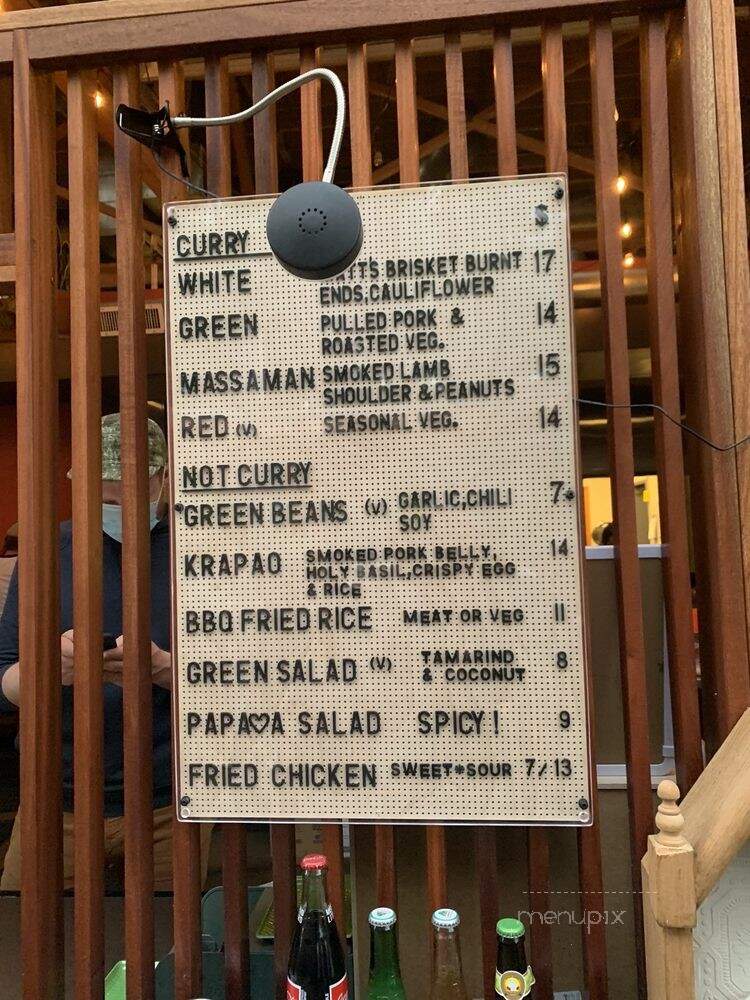 $
CURRY
WHITE BRISKET BURNT 17
ENDS, CAULIFLOWER
GREEN PULLED PORK & 14
ROASTED VEG.
MASSAMAN SMOKED LAMB 15
SHOULDER & PEANUTS
RED (V) SEASONAL VEG. 14
NOT CURRY
GREEN BEANS (V) GARLIC, CHILI 7
SOY
KRAPAO SMOKED PORK BELLY, 14
HOLY BASIL, CRISPY EGG
& RICE
BBQ FRIED RICE MEAT OR VEG 11
GREEN SALAD (V) TAMARIND 8
& COCONUT
PAPA♡A SALAD SPICY! 9
FRIED CHICKEN SWEET*SOUR 7/13
menupix